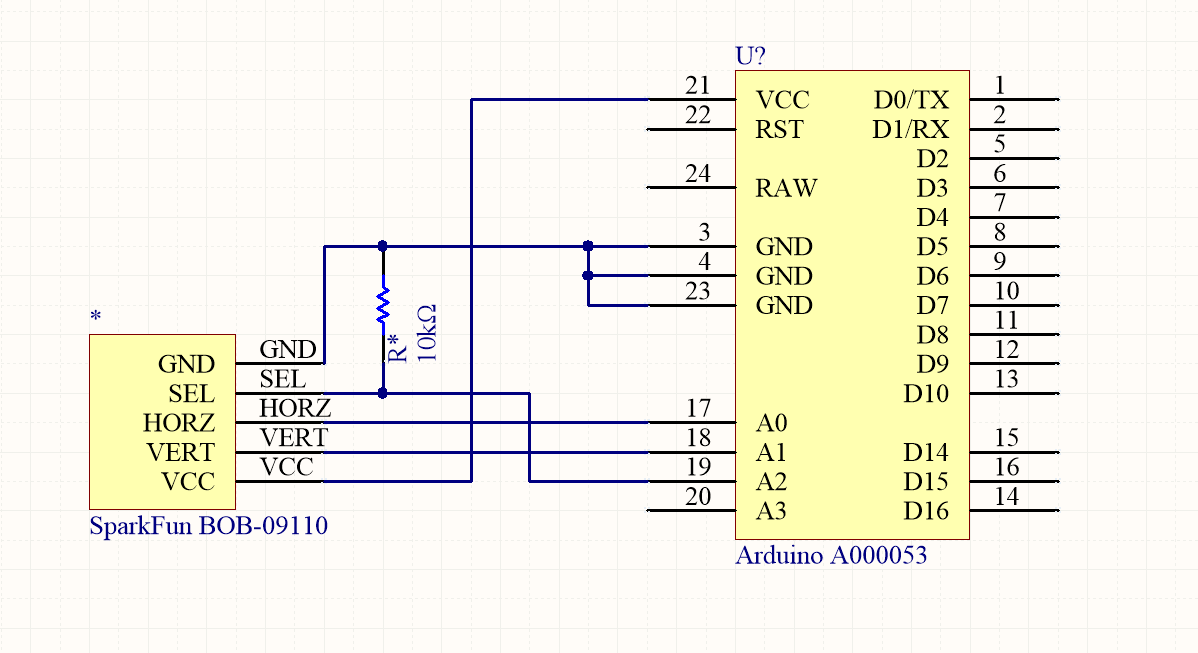 U?
21 VCC D0/TX 1
22 RST D1/RX 2
D2 5
24 RAW D3 6
D4 7
3 GND D5 8
4 GND D6 9
23 GND D7 10
D8 11
D9 12
D10 13
17 A0
18 A1 D14 15
19 A2 D15 16
20 A3 D16 14
Arduino A000053
R*
10kΩ
*
GND GND
SEL SEL
HORZ HORZ
VERT VERT
VCC VCC
SparkFun BOB-09110